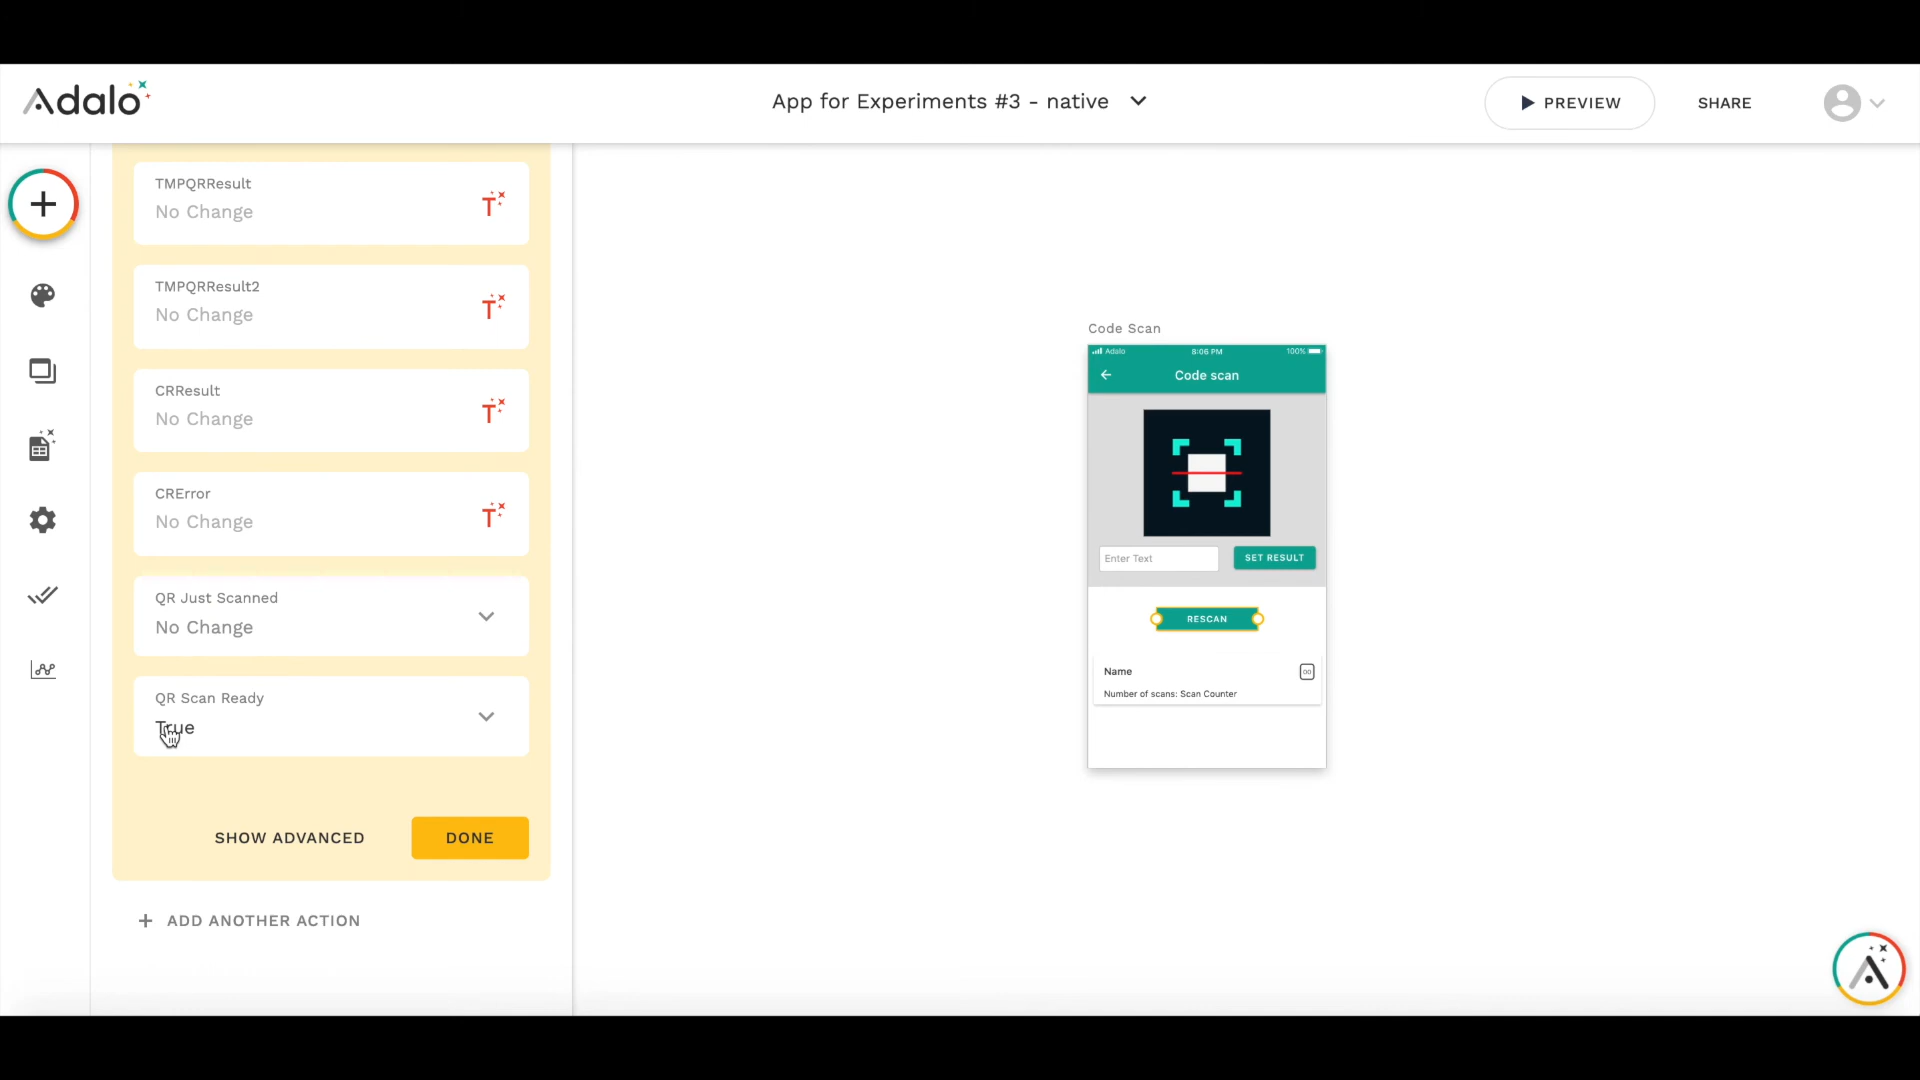 Adalo
App for Experiments #3 - native
PREVIEW
SHARE
TMPQRResult
No Change
TMPQRResult2
No Change
CRResult
No Change
CRError
No Change
QR Just Scanned
No Change
QR Scan Ready
True
SHOW ADVANCED
DONE
ADD ANOTHER ACTION
Code Scan
Adalo
8:06 PM
100%
Code scan
Enter Text
SET RESULT
RESCAN
Name
Number of scans: Scan Counter